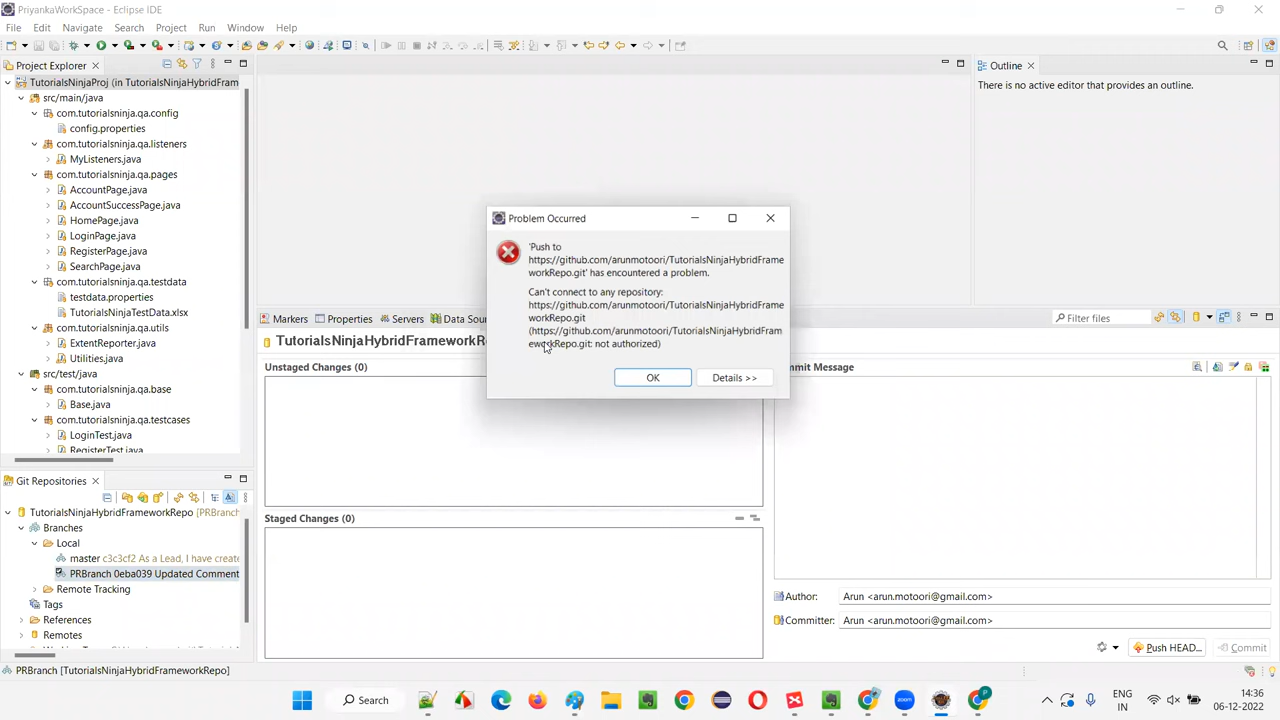 PriyankaWorkSpace - Eclipse IDE
File Edit Navigate Search Project Run Window Help
Project Explorer
TutorialsNinjaProj (in TutorialsNinjaHybridFram
src/main/java
com.tutorialsninja.qa.config
config.properties
com.tutorialsninja.qa.listeners
MyListeners.java
com.tutorialsninja.qa.pages
AccountPage.java
AccountSuccessPage.java
HomePage.java
LoginPage.java
RegisterPage.java
SearchPage.java
com.tutorialsninja.qa.testdata
testdata.properties
TutorialsNinjaTestData.xlsx
com.tutorialsninja.qa.utils
ExtentReporter.java
Utilities.java
src/test/java
com.tutorialsninja.qa.base
Base.java
com.tutorialsninja.qa.testcases
LoginTest.java
RegisterTest.java
Git Repositories
TutorialsNinjaHybridFrameworkRepo [PRBranch
Branches
Local
master c3c3cf2 As a Lead, I have create
PRBranch 0eba039 Updated Comment
Remote Tracking
Tags
References
Remotes
PRBranch [TutorialsNinjaHybridFrameworkRepo]
Outline
There is no active editor that provides an outline.
Problem Occurred
'Push to
https://github.com/arunmotoori/TutorialsNinjaHybridFrame
workRepo.git' has encountered a problem.
Can't connect to any repository:
https://github.com/arunmotoori/TutorialsNinjaHybridFrame
workRepo.git
(https://github.com/arunmotoori/TutorialsNinjaHybridFram
eworkRepo.git: not authorized)
OK Details >>
Markers Properties Servers Data Sou
Filter files
TutorialsNinjaHybridFrameworkR
Unstaged Changes (0)
Staged Changes (0)
mmit Message
Author: Arun <arun.motoori@gmail.com>
Committer: Arun <arun.motoori@gmail.com>
Push HEAD... Commit
Search
ENG
IN
14:36
06-12-2022